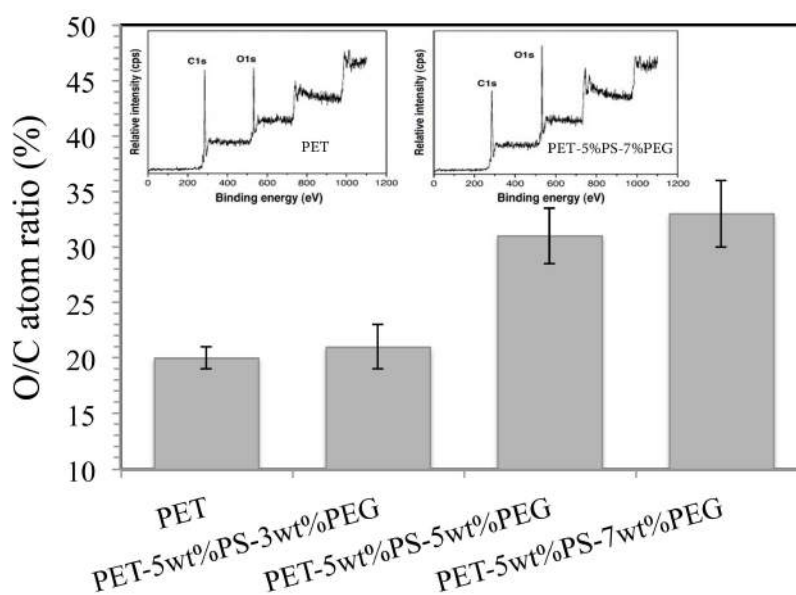 O/C atom ratio (%)
50
45
40
35
30
25
20
15
10
Relative intensity (cps)
C1s
O1s
PET
0
200
400
600
800
1000
1200
Binding energy (eV)
Relative intensity (cps)
C1s
O1s
PET-5%PS-7%PEG
0
200
400
600
800
1000
1200
Binding energy (eV)
PET
PET-5wt%PS-3wt%PEG
PET-5wt%PS-5wt%PEG
PET-5wt%PS-7wt%PEG